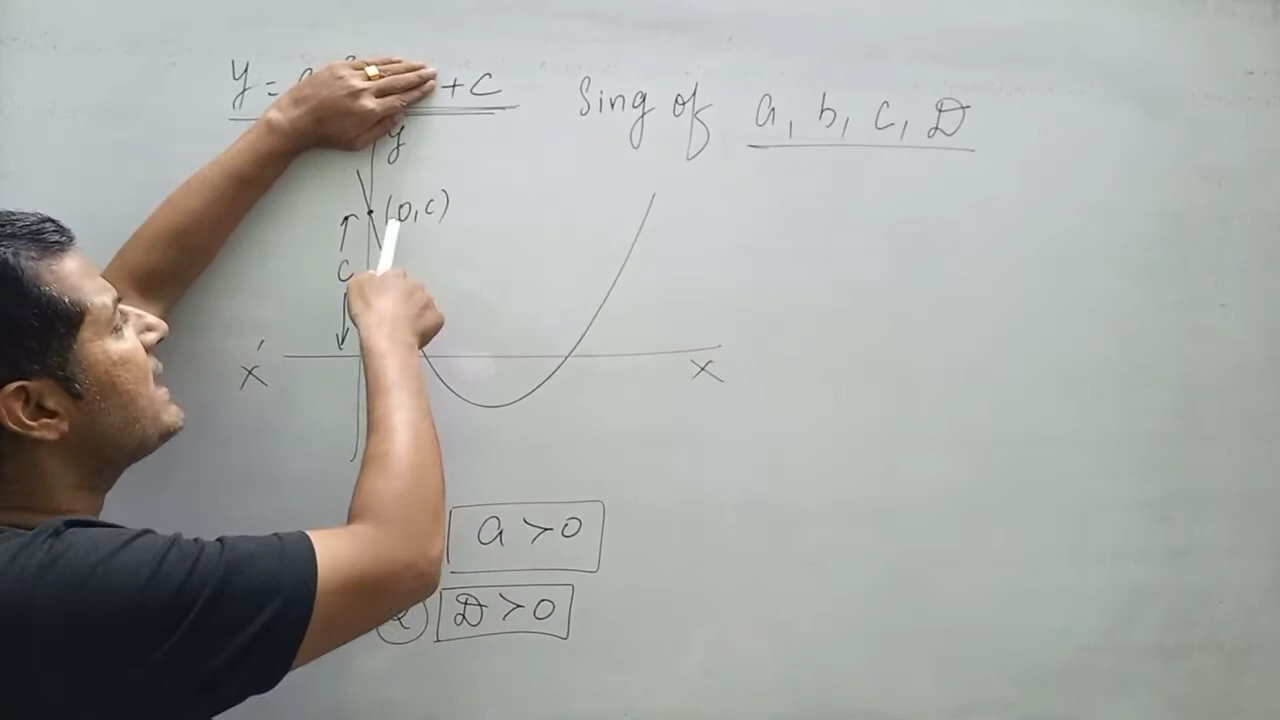 y = + c
Sing of a, b, c, D
y
(0, c)
c
x' x
a > 0
D > 0